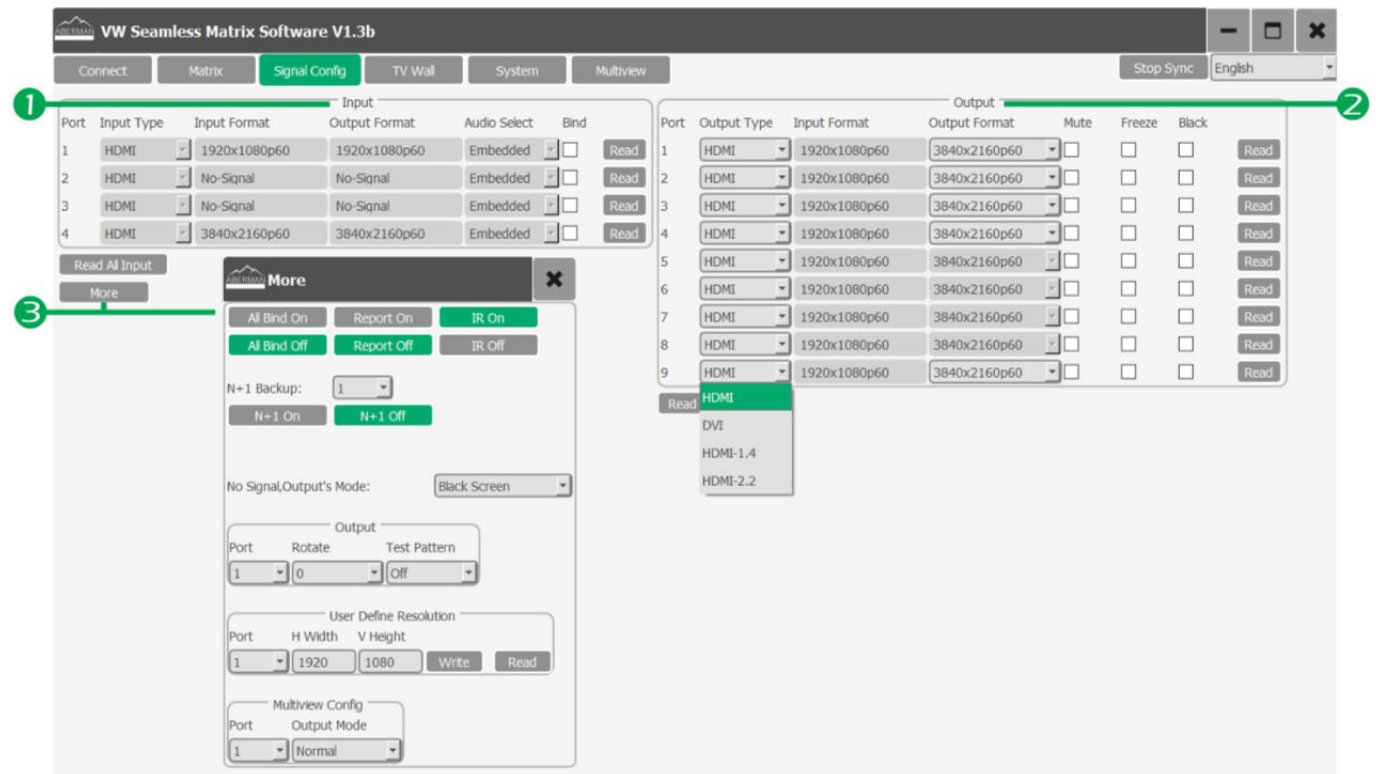 ABERMAN VW Seamless Matrix Software V1.3b
Connect Matrix Signal Config TV Wall System Multiview Stop Sync English
1 Input
Port Input Type Input Format Output Format Audio Select Bind
1 HDMI 1920x1080p60 1920x1080p60 Embedded Read
2 HDMI No-Signal No-Signal Embedded Read
3 HDMI No-Signal No-Signal Embedded Read
4 HDMI 3840x2160p60 3840x2160p60 Embedded Read
Read All Input
More
Output 2
Port Output Type Input Format Output Format Mute Freeze Black
1 HDMI 1920x1080p60 3840x2160p60 Read
2 HDMI 1920x1080p60 3840x2160p60 Read
3 HDMI 1920x1080p60 3840x2160p60 Read
4 HDMI 1920x1080p60 3840x2160p60 Read
5 HDMI 1920x1080p60 3840x2160p60 Read
6 HDMI 1920x1080p60 3840x2160p60 Read
7 HDMI 1920x1080p60 3840x2160p60 Read
8 HDMI 1920x1080p60 3840x2160p60 Read
9 HDMI 1920x1080p60 3840x2160p60 Read
Read
HDMI
DVI
HDMI-1.4
HDMI-2.2
3
ABERMAN More
All Bind On Report On IR On
All Bind Off Report Off IR Off
N+1 Backup: 1
N+1 On N+1 Off
No Signal,Output's Mode: Black Screen
Output
Port Rotate Test Pattern
1 0 Off
User Define Resolution
Port H Width V Height
1 1920 1080 Write Read
Multiview Config
Port Output Mode
1 Normal